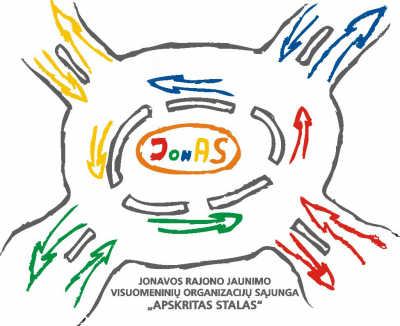 JonAS
JONAVOS RAJONO JAUNIMO
VISUOMENINIŲ ORGANIZACIJŲ SĄJUNGA
„APSKRITAS STALAS“